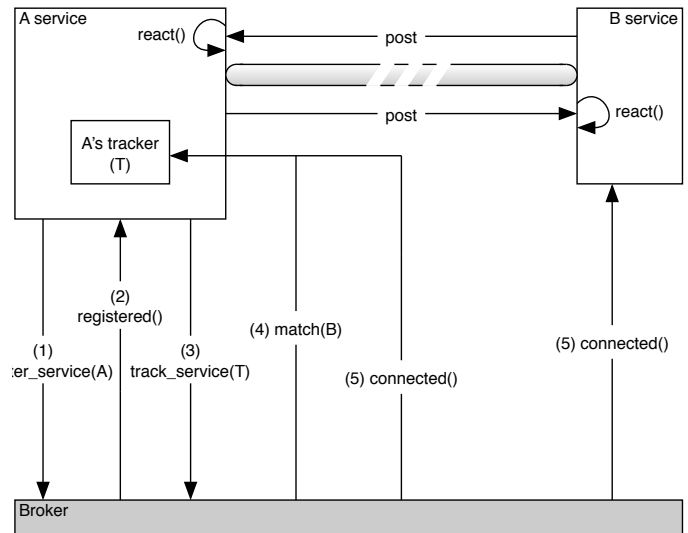 A service
B service
react()
post
post
react()
A's tracker
(T)
(2)
registered()
(4) match(B)
(5) connected()
(1)
ter_service(A)
(3)
track_service(T)
(5) connected()
Broker